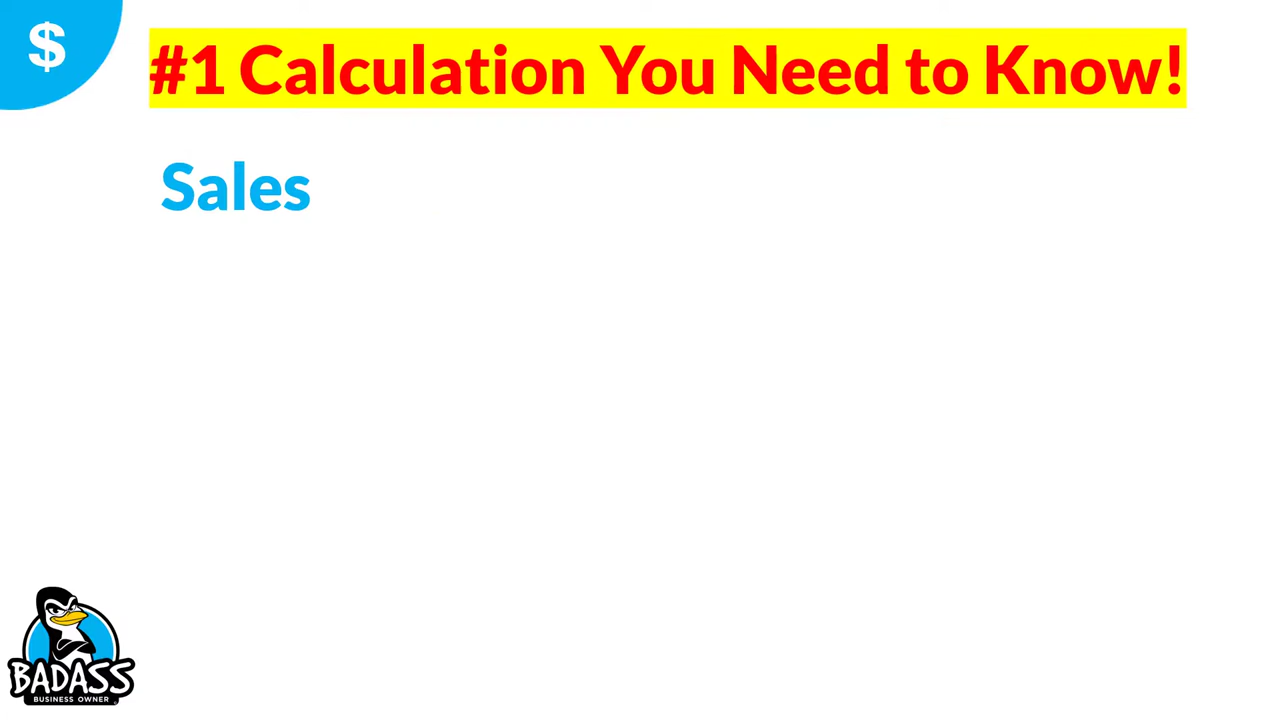 $
#1 Calculation You Need to Know!
Sales
BADASS
BUSINESS OWNER